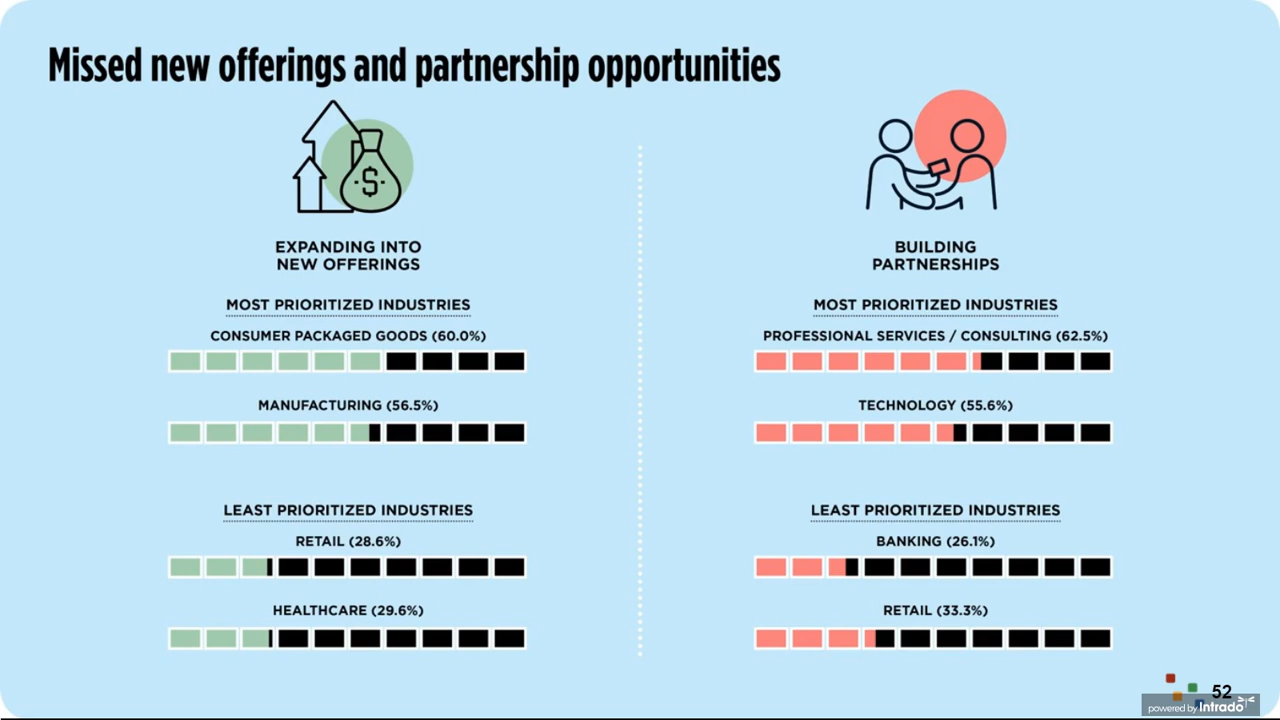 Missed new offerings and partnership opportunities
$
EXPANDING INTO
NEW OFFERINGS
MOST PRIORITIZED INDUSTRIES
CONSUMER PACKAGED GOODS (60.0%)
MANUFACTURING (56.5%)
LEAST PRIORITIZED INDUSTRIES
RETAIL (28.6%)
HEALTHCARE (29.6%)
BUILDING
PARTNERSHIPS
MOST PRIORITIZED INDUSTRIES
PROFESSIONAL SERVICES / CONSULTING (62.5%)
TECHNOLOGY (55.6%)
LEAST PRIORITIZED INDUSTRIES
BANKING (26.1%)
RETAIL (33.3%)
52
powered by intrado